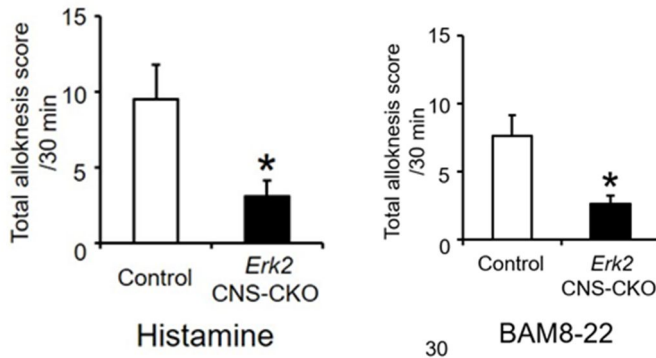 Total alloknesis score
/30 min
15
10
5
0
*
Control
Erk2
CNS-CKO
Histamine
Total alloknesis score
/30 min
15
10
5
0
*
Control
Erk2
CNS-CKO
BAM8-22
30